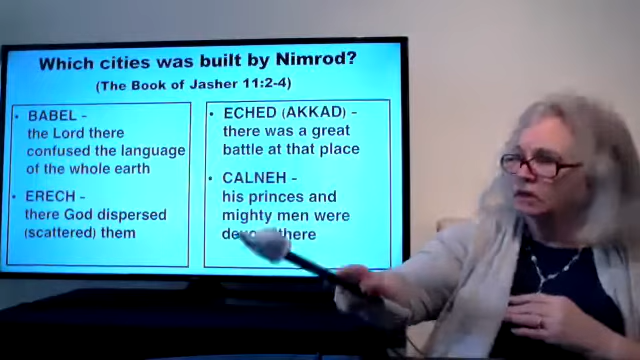 Which cities was built by Nimrod?
(The Book of Jasher 11:2-4)
• BABEL –
the Lord there
confused the language
of the whole earth
• ERECH –
there God dispersed
(scattered) them
• ECHED (AKKAD) –
there was a great
battle at that place
• CALNEH –
his princes and
mighty men were
there